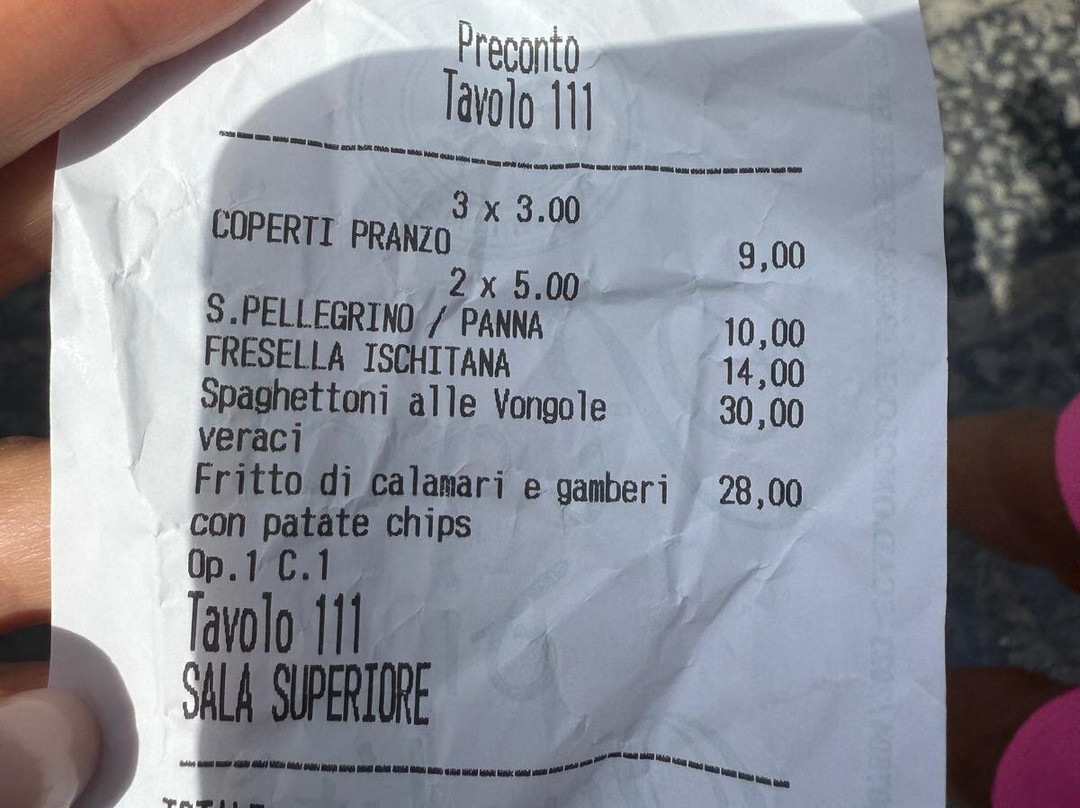 Preconto
Tavolo 111
3 x 3.00
COPERTI PRANZO 9,00
2 x 5.00
S.PELLEGRINO / PANNA 10,00
FRESELLA ISCHITANA 14,00
Spaghettoni alle Vongole 30,00
veraci
Fritto di calamari e gamberi 28,00
con patate chips
Op.1 C.1
Tavolo 111
SALA SUPERIORE